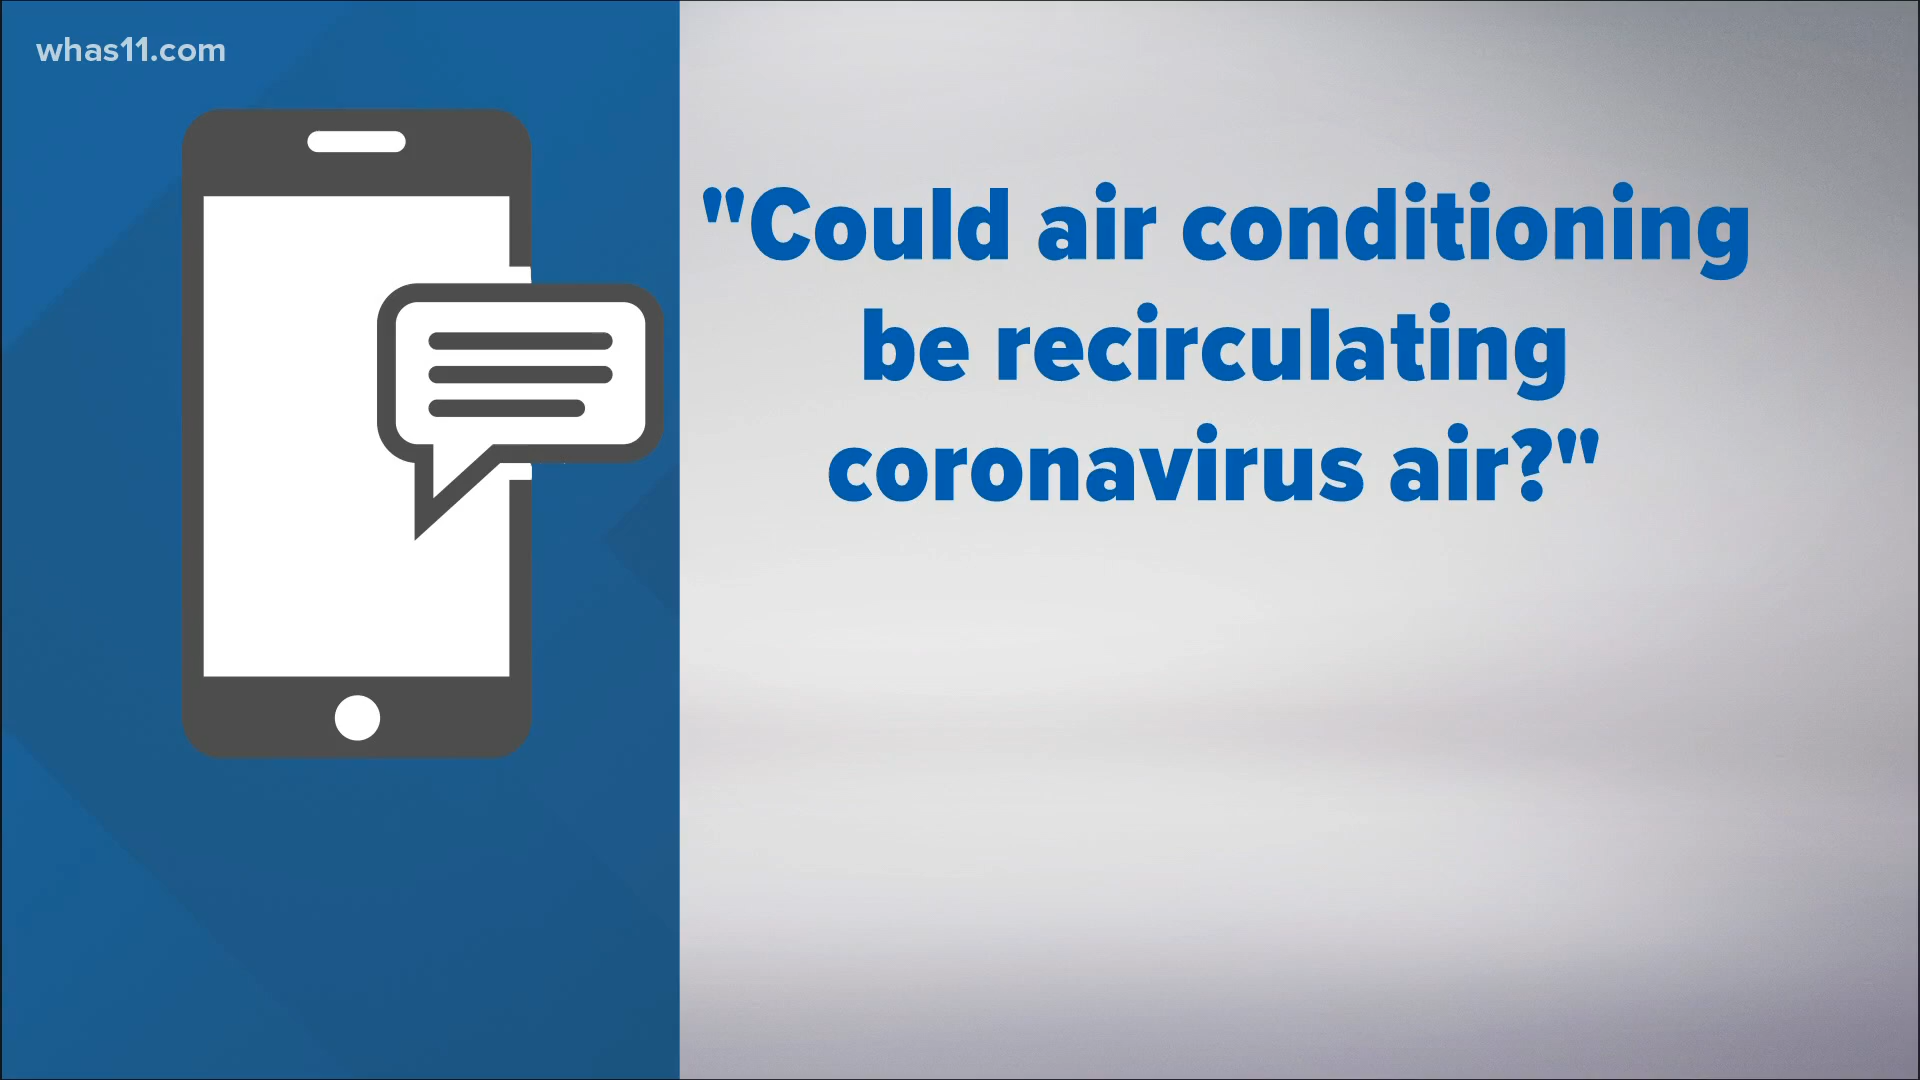 whas11.com
"Could air conditioning
be recirculating
coronavirus air?"